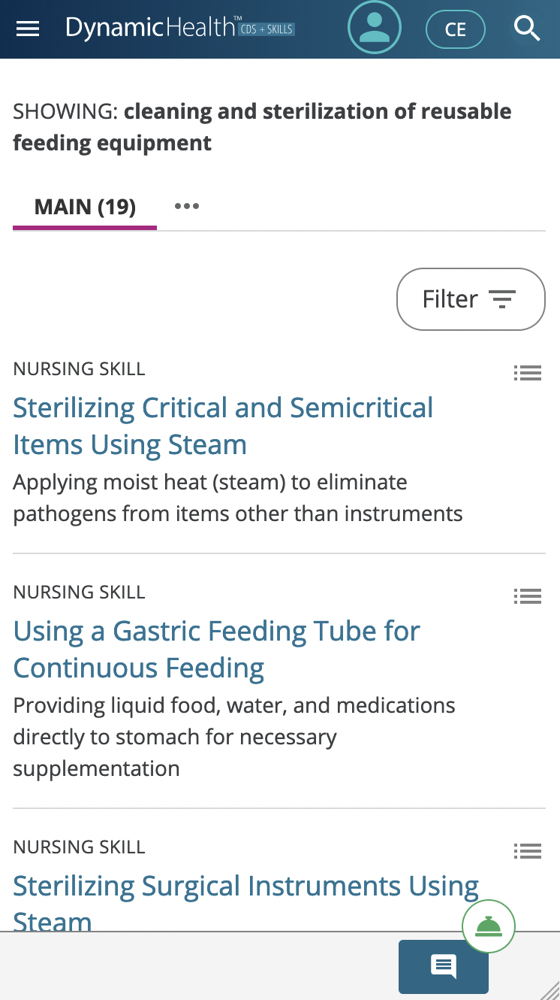 DynamicHealth™ CDS + SKILLS
CE
SHOWING: cleaning and sterilization of reusable
feeding equipment
MAIN (19)
Filter
NURSING SKILL
Sterilizing Critical and Semicritical
Items Using Steam
Applying moist heat (steam) to eliminate
pathogens from items other than instruments
NURSING SKILL
Using a Gastric Feeding Tube for
Continuous Feeding
Providing liquid food, water, and medications
directly to stomach for necessary
supplementation
NURSING SKILL
Sterilizing Surgical Instruments Using
Steam